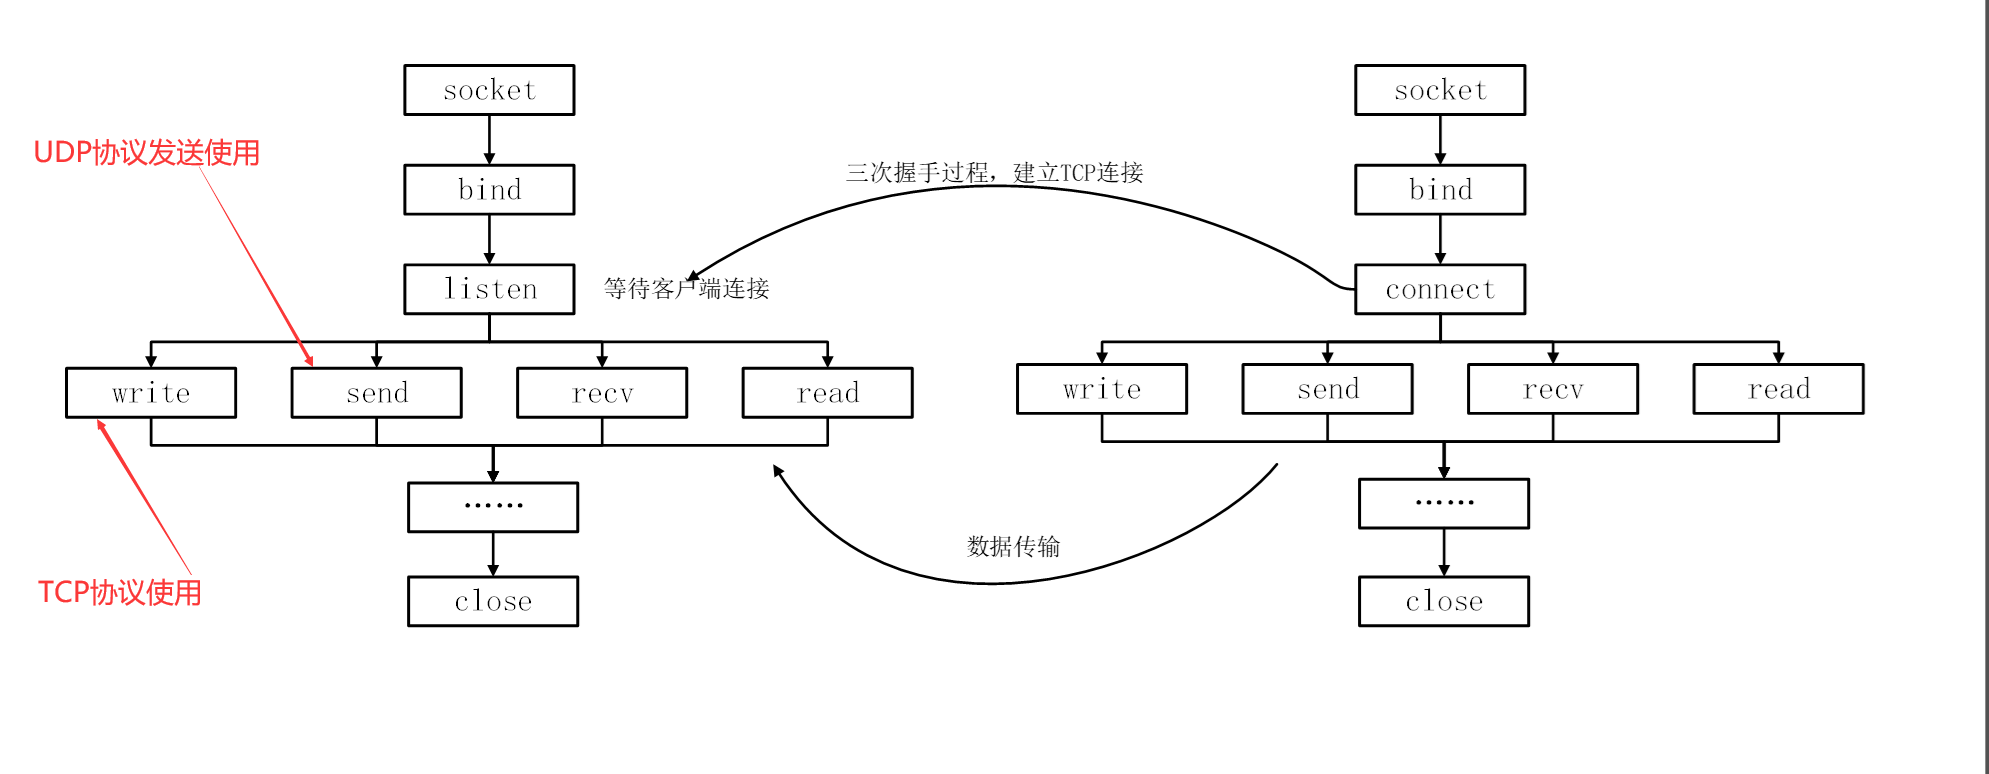 socket
socket
UDP协议发送使用
bind
三次握手过程，建立TCP连接
bind
listen
等待客户端连接
connect
write
send
recv
read
write
send
recv
read
……
……
数据传输
TCP协议使用
close
close